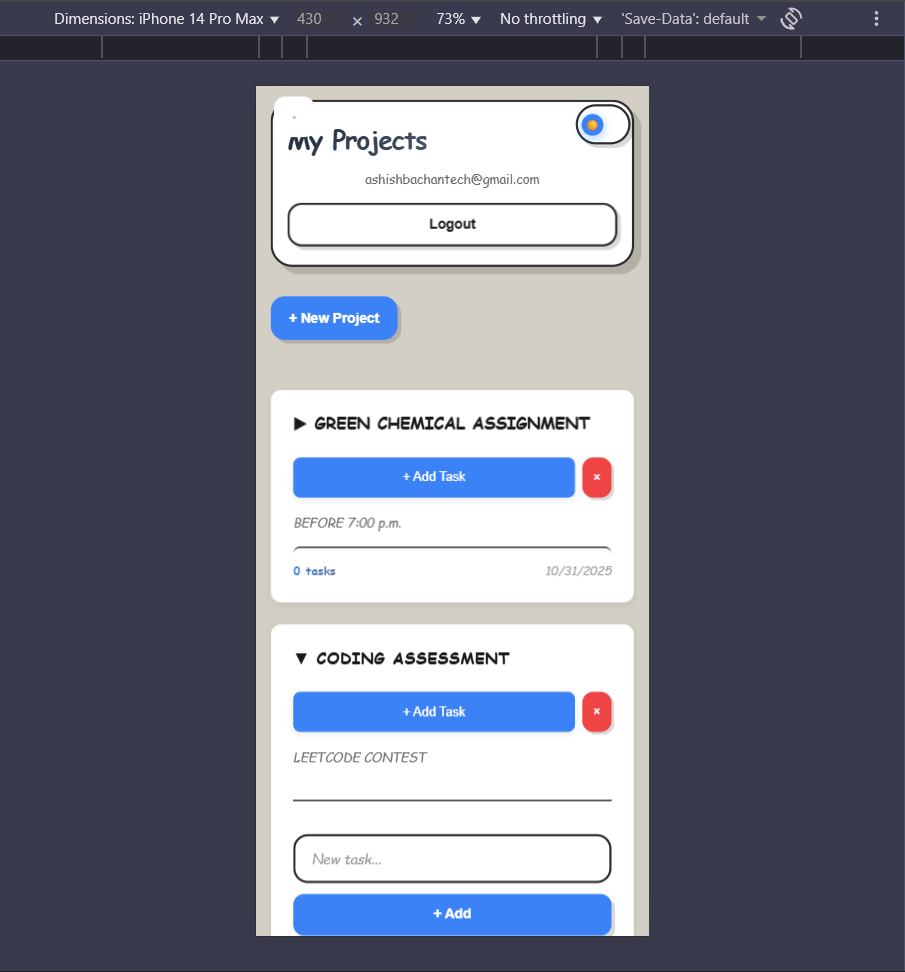 Dimensions: iPhone 14 Pro Max ▼ 430 × 932 73% ▼ No throttling ▼ 'Save-Data': default ▼
My Projects
ashishbachantech@gmail.com
Logout
+ New Project
▶ GREEN CHEMICAL ASSIGNMENT
+ Add Task ×
BEFORE 7:00 p.m.
0 tasks 10/31/2025
▼ CODING ASSESSMENT
+ Add Task ×
LEETCODE CONTEST
New task...
+ Add